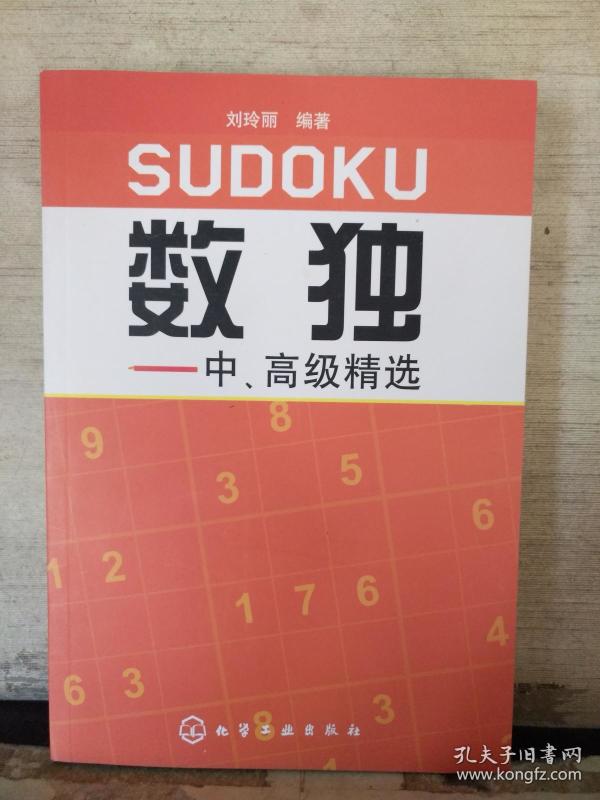 刘玲丽 编著
SUDOKU
数独
中、高级精选
8
9
5
3
6
1 2
1 7 6
4
6 3
8 3
化学工业出版社
孔夫子旧书网
www.kongfz.com